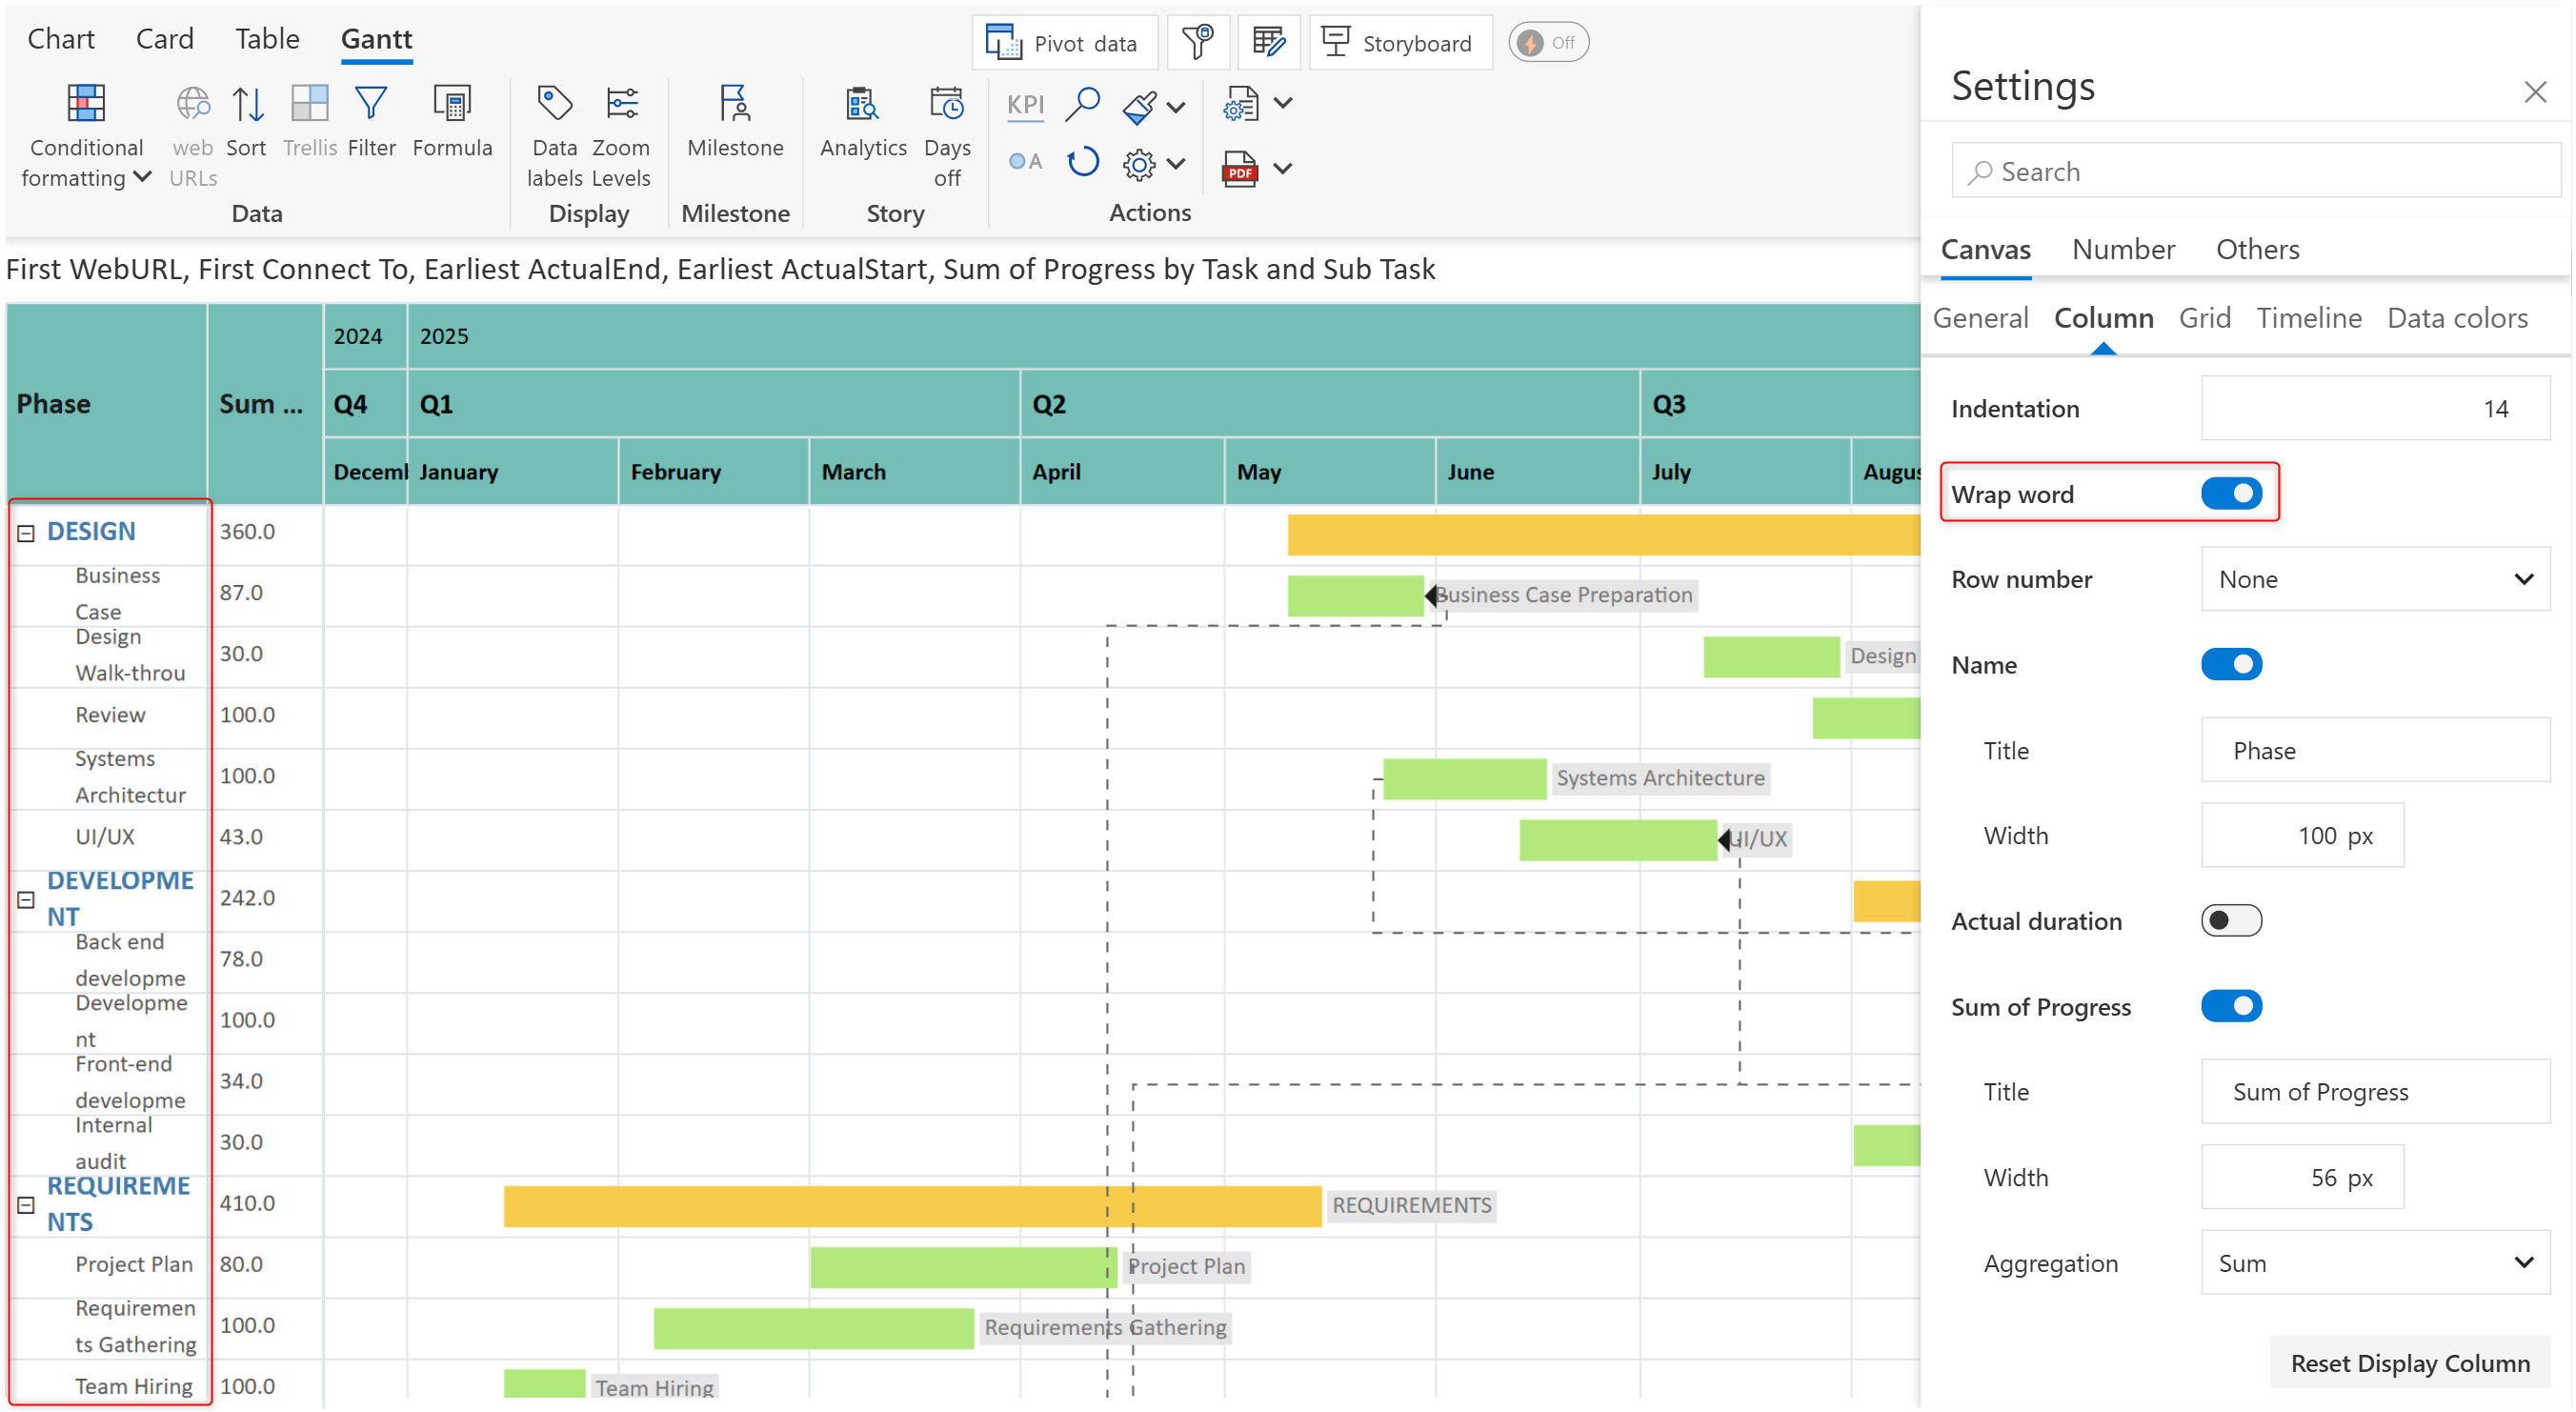 Chart Card Table Gantt
Pivot data Storyboard Off
Conditional formatting web URLs Sort Trellis Filter Formula
Data
Data labels Zoom Levels
Display
Milestone
Milestone
Analytics Days off
Story
KPI
A
PDF
Actions
First WebURL, First Connect To, Earliest ActualEnd, Earliest ActualStart, Sum of Progress by Task and Sub Task
Phase Sum ...
2024 2025
Q4 Q1 Q2 Q3
Decemb January February March April May June July Augus
DESIGN 360.0
Business Case 87.0 Business Case Preparation
Design Walk-throu 30.0 Design
Review 100.0
Systems Architectur 100.0 Systems Architecture
UI/UX 43.0 UI/UX
DEVELOPME
NT 242.0
Back end developme 78.0
Developme
nt 100.0
Front-end developme 34.0
Internal audit 30.0
REQUIREME
NTS 410.0 REQUIREMENTS
Project Plan 80.0 Project Plan
Requiremen
ts Gathering 100.0 Requirements Gathering
Team Hiring 100.0 Team Hiring
Settings
Search
Canvas Number Others
General Column Grid Timeline Data colors
Indentation 14
Wrap word
Row number None
Name
Title Phase
Width 100 px
Actual duration
Sum of Progress
Title Sum of Progress
Width 56 px
Aggregation Sum
Reset Display Column